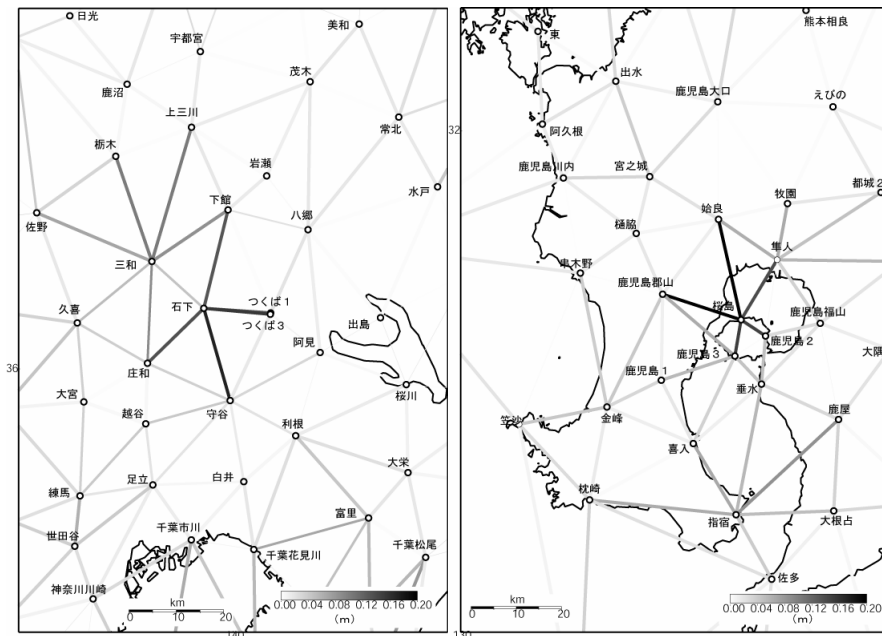 日光
宇都宮
美和
鹿沼
茂木
上三川
常北
栃木
岩瀬
水戸
下館
佐野
八郷
三和
石下
つくば1
つくば3
久喜
出島
阿見
36
庄和
桜川
大宮
越谷
守谷
利根
大栄
練馬
足立
白井
富里
世田谷
千葉市川
千葉花見川
千葉松尾
神奈川川崎
km
0 10 20
0.00 0.04 0.08 0.12 0.16 0.20
(m)
140
熊本相良
東
出水
鹿児島大口
えびの
32
阿久根
鹿児島川内
宮之城
都城2
牧園
姶良
樋脇
隼人
串木野
鹿児島郡山
桜島
鹿児島福山
鹿児島2
鹿児島3
大隅
鹿児島1
垂水
笠沙
金峰
鹿屋
喜入
枕崎
指宿
大根占
佐多
km
0 10 20
0.00 0.04 0.08 0.12 0.16 0.20
(m)
130